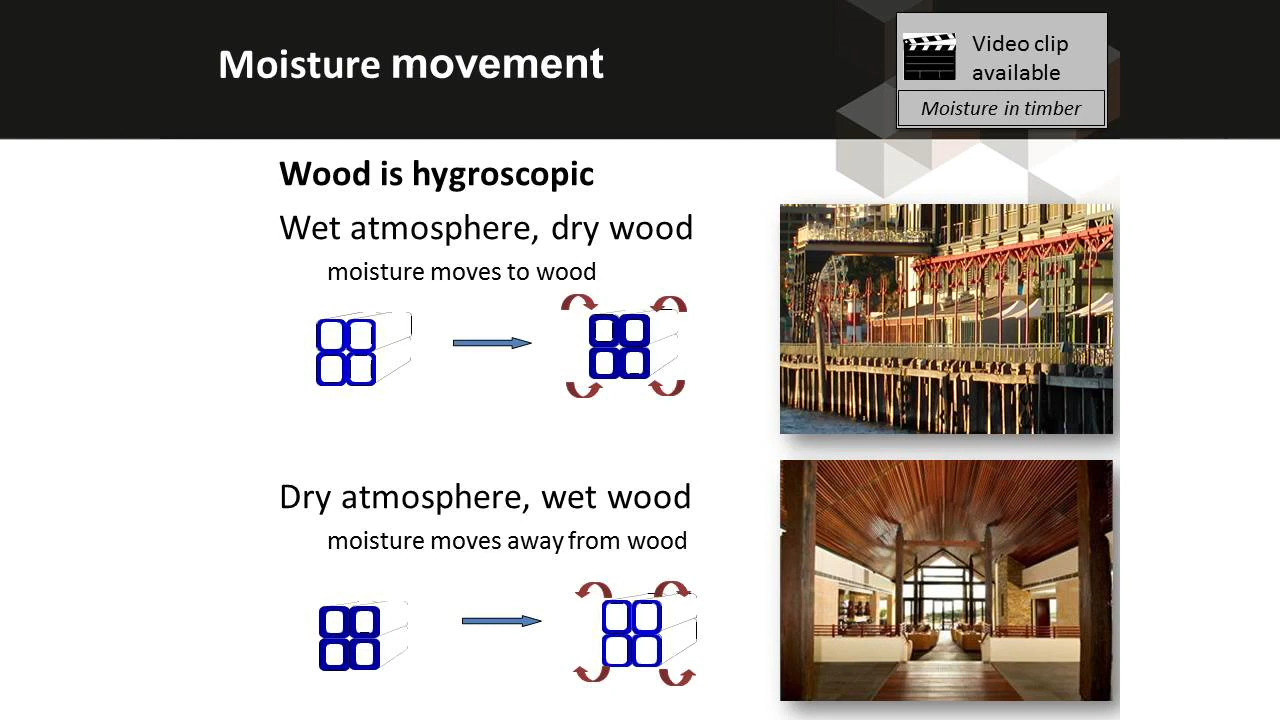 Moisture movement
Video clip
available
Moisture in timber
Wood is hygroscopic
Wet atmosphere, dry wood
moisture moves to wood
Dry atmosphere, wet wood
moisture moves away from wood